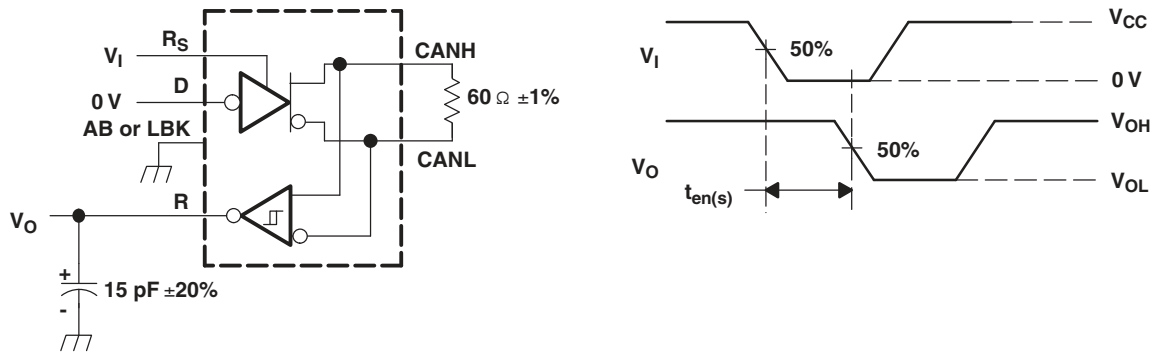 R_S
V_I
CANH
D
0 V
60 Ω ±1%
AB or LBK
CANL
R
V_O
+
15 pF ±20%
-
V_CC
50%
V_I
0 V
V_OH
50%
V_O
t_en(s)
V_OL